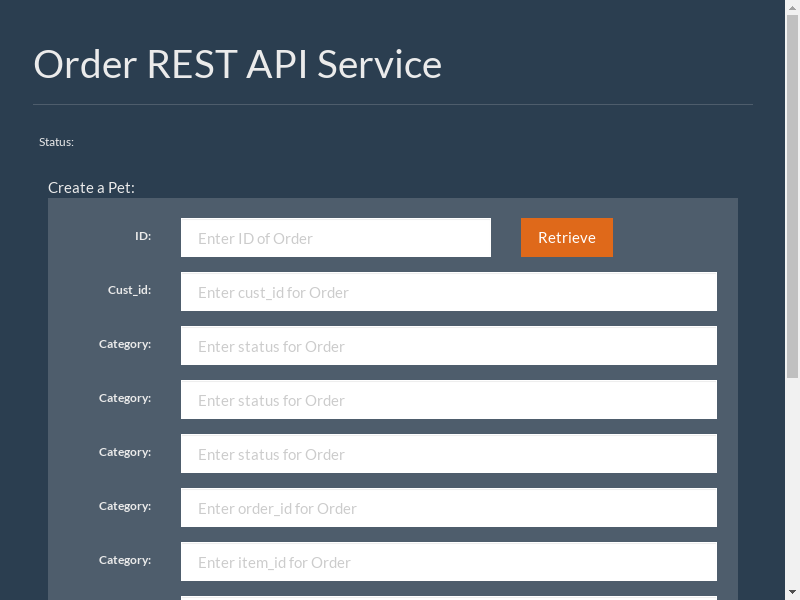 Order REST API Service
Status:
Create a Pet:
ID: Enter ID of Order Retrieve
Cust_id: Enter cust_id for Order
Category: Enter status for Order
Category: Enter status for Order
Category: Enter status for Order
Category: Enter order_id for Order
Category: Enter item_id for Order